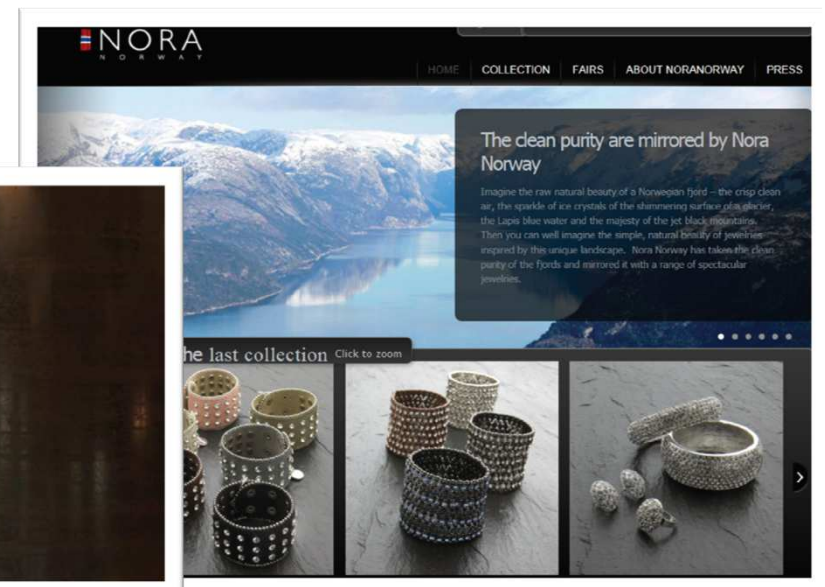 NORA
NORWAY
HOME COLLECTION FAIRS ABOUT NORANORWAY PRESS
The clean purity are mirrored by Nora
Norway
Imagine the raw natural beauty of a Norwegian fjord – the crisp clean
air, the sparkle of ice crystals of the shimmering surface of a glacier,
the Lapis blue water and the majesty of the jet black mountains.
Then you can well imagine the simple, natural beauty of jewelries
inspired by this unique landscape. Nora Norway has taken the clean
purity of the fjords and mirrored it with a range of spectacular
jewelries.
he last collection Click to zoom